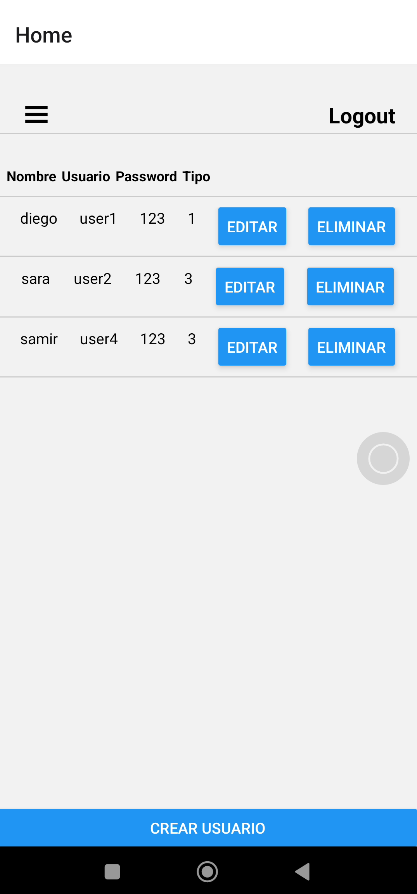 Home
Logout
Nombre Usuario Password Tipo
diego user1 123 1 EDITAR ELIMINAR
sara user2 123 3 EDITAR ELIMINAR
samir user4 123 3 EDITAR ELIMINAR
CREAR USUARIO